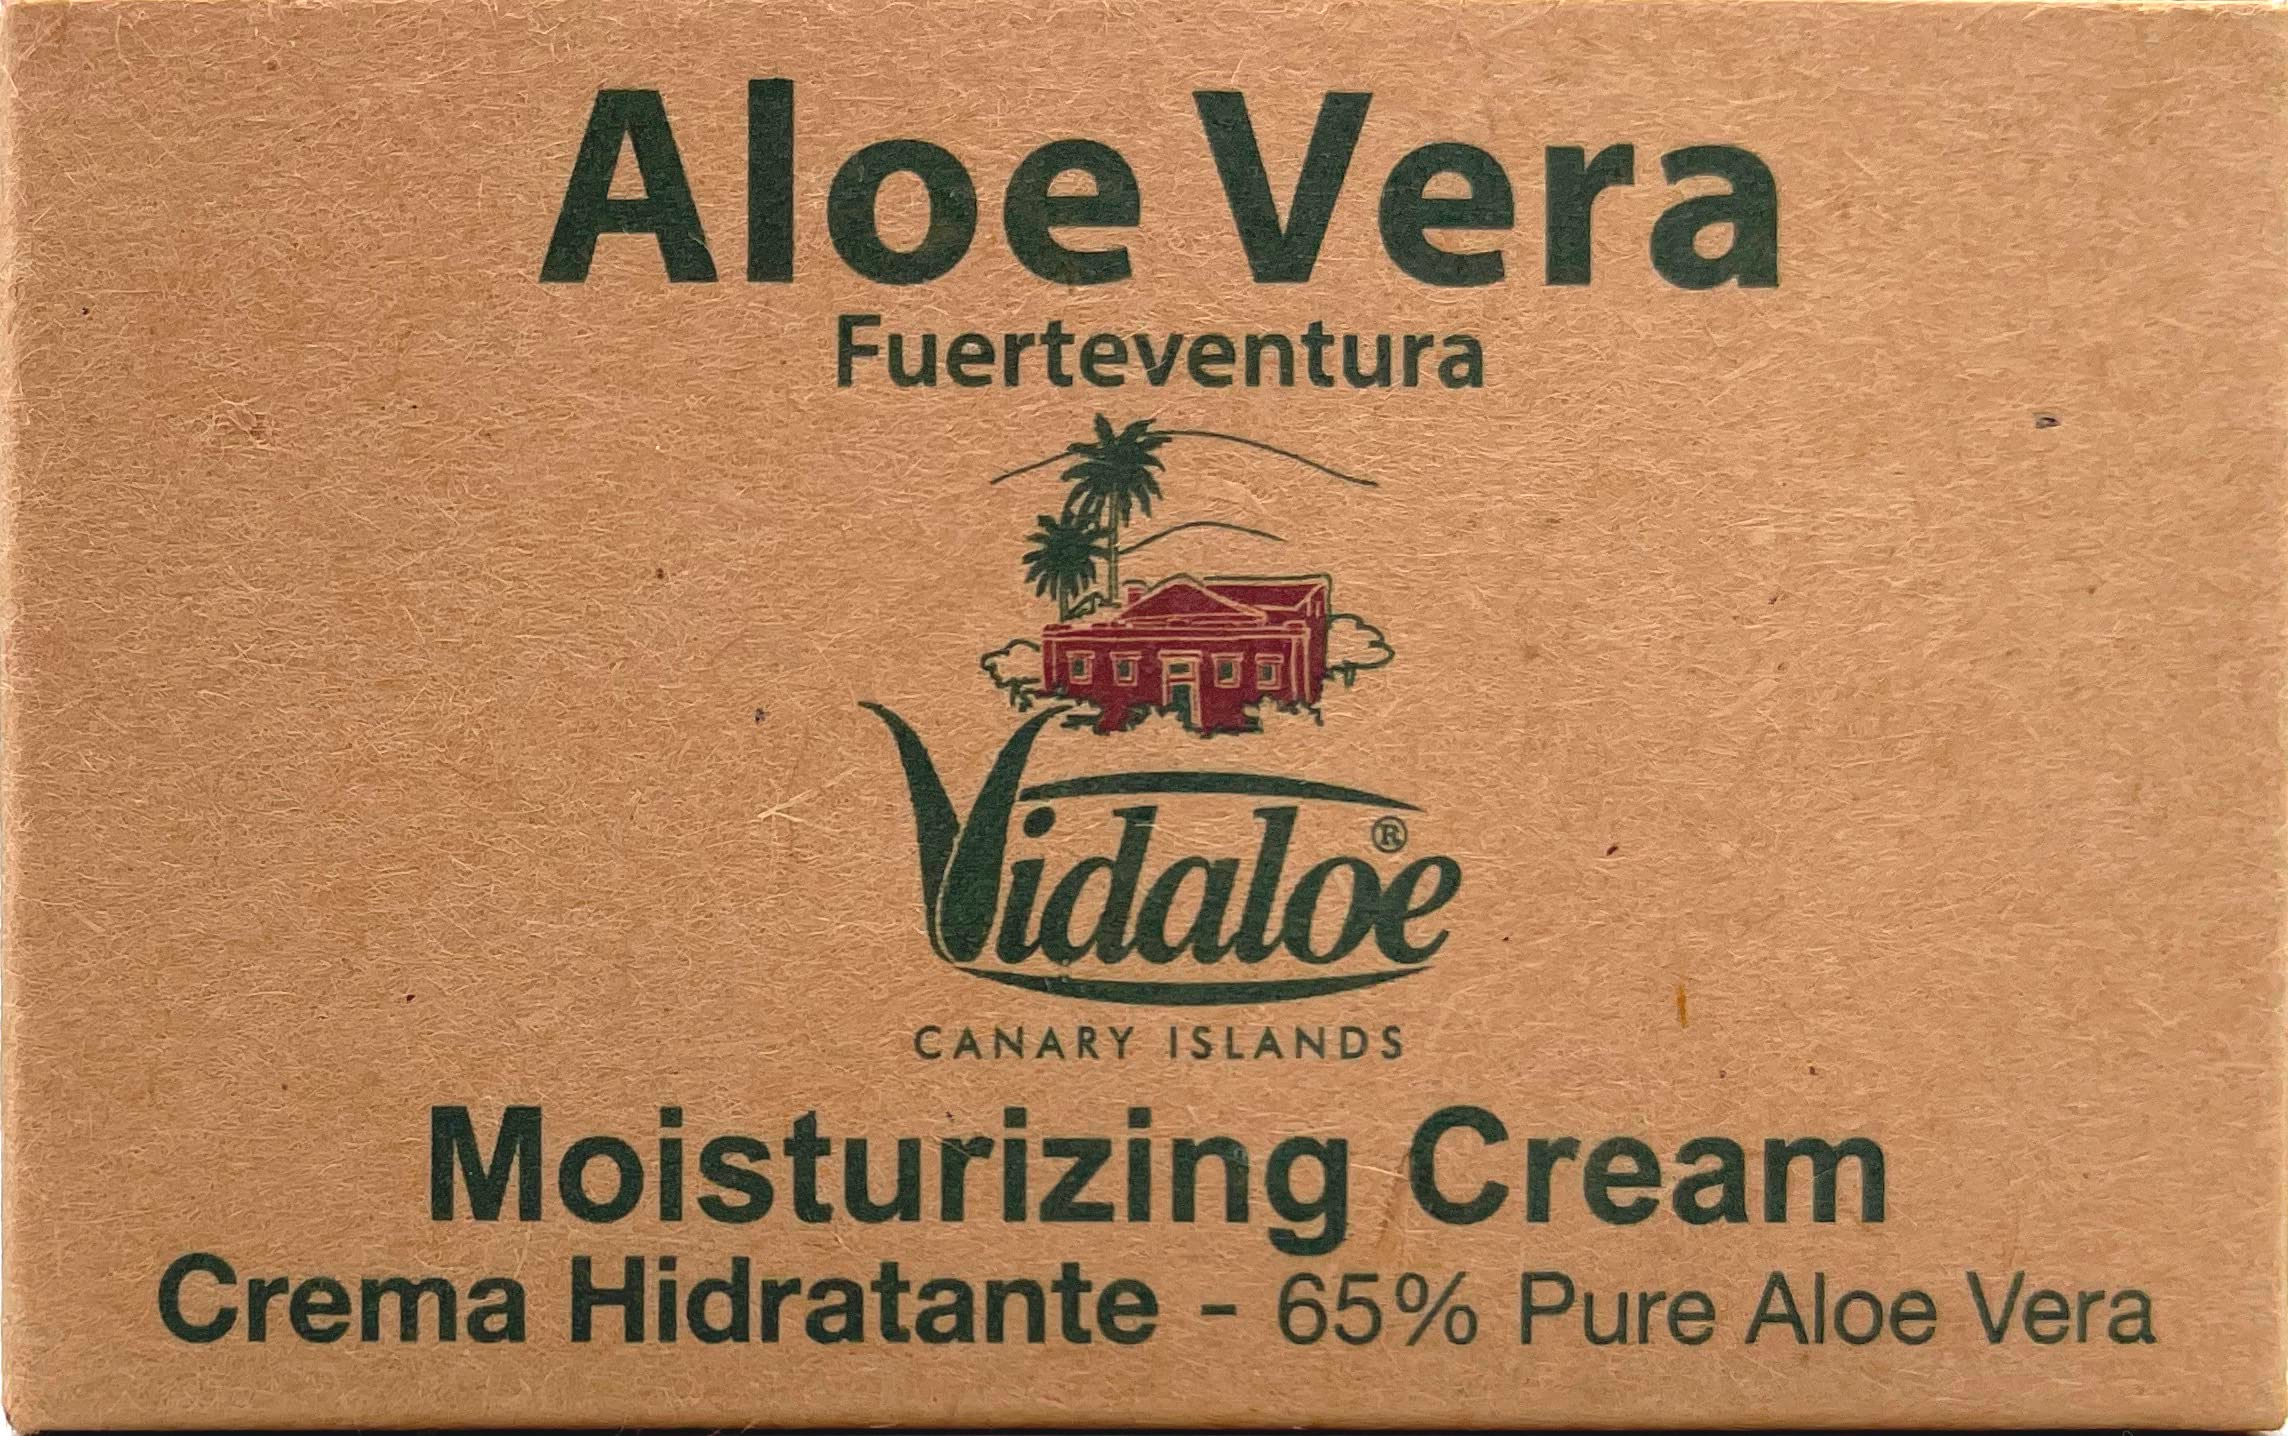 Aloe Vera
Fuerteventura
Vidaloe®
CANARY ISLANDS
Moisturizing Cream
Crema Hidratante - 65% Pure Aloe Vera